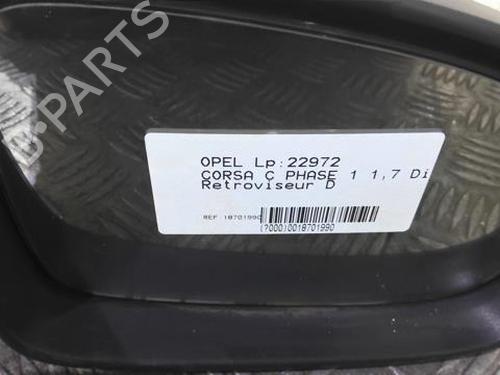 B-PARTS
OPEL Lp:22972
CORSA C PHASE 1 1,7 Di
Retroviseur D
REF 18701990
(7000)0018701990